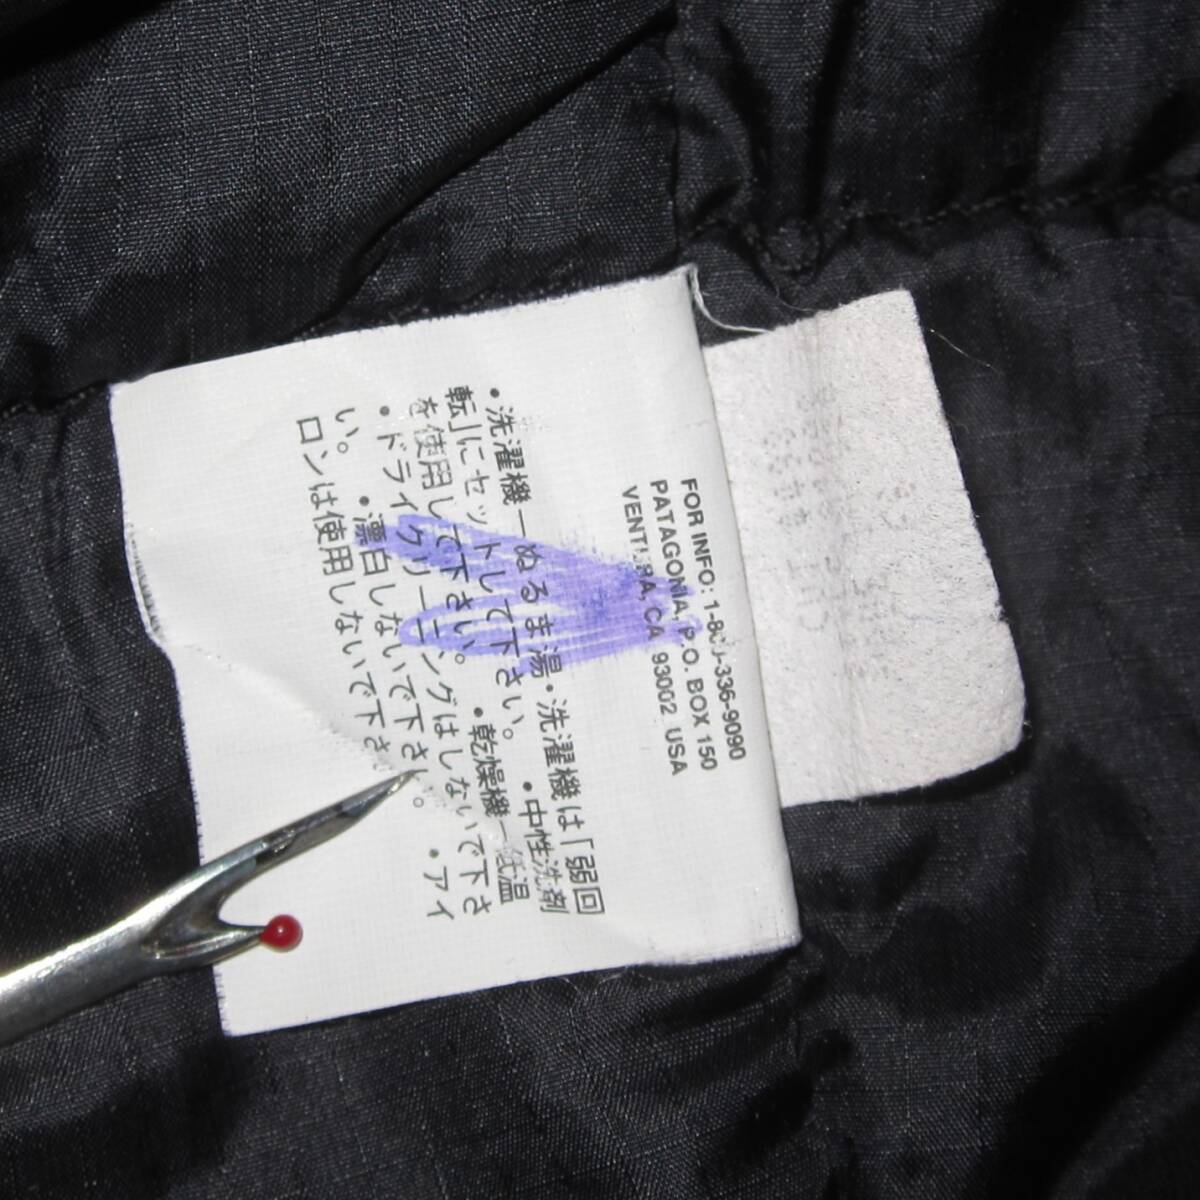 FOR INFO: 1-800-336-9090
PATAGONIA, P.O. BOX 150
VENTURA, CA 93002 USA
・洗濯機ーぬるま湯・洗濯機は「弱回
転」にセットして下さい。・中性洗剤
を使用して下さい。・乾燥機ー低温
・ドライクリーニングはしないで下さ
い。・漂白しないで下さい。・アイ
ロンは使用しないで下さ